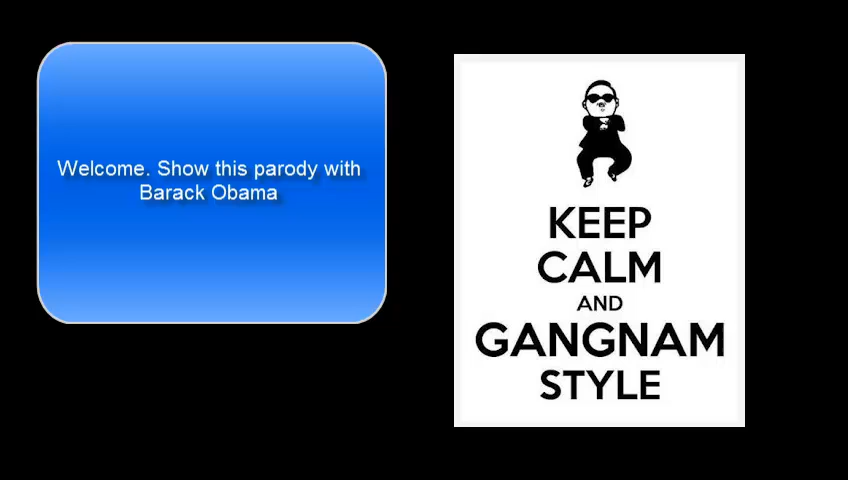 Welcome. Show this parody with
Barack Obama
KEEP
CALM
AND
GANGNAM
STYLE